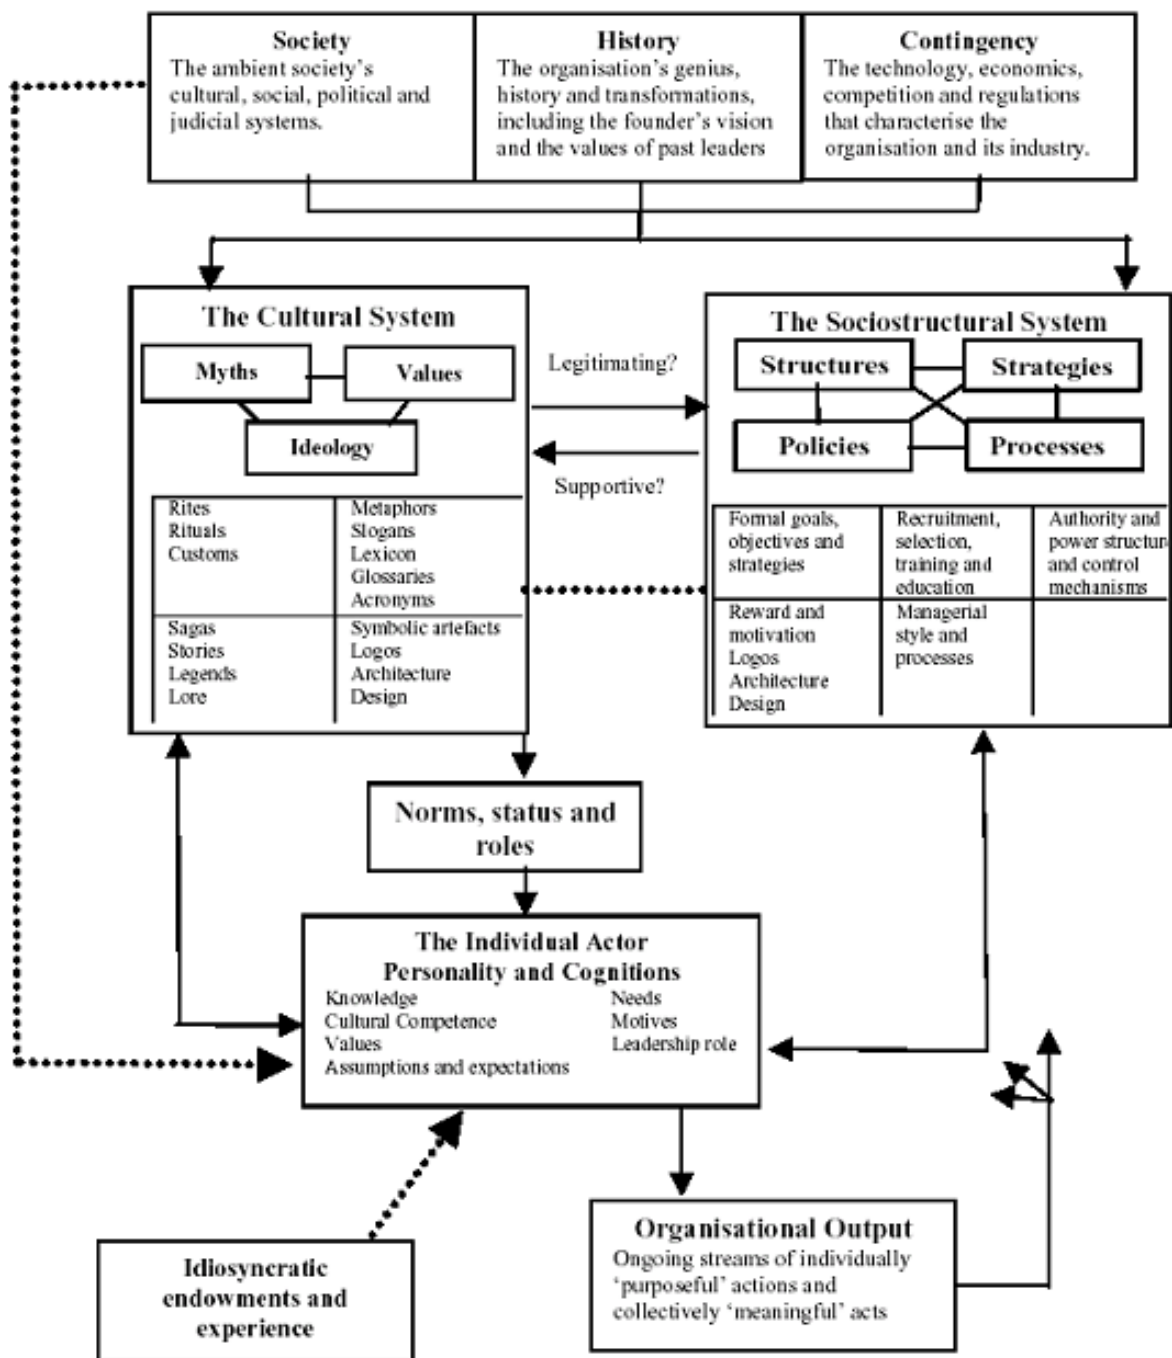 Society
The ambient society's
cultural, social, political and
judicial systems.
History
The organisation's genius,
history and transformations,
including the founder's vision
and the values of past leaders
Contingency
The technology, economics,
competition and regulations
that characterise the
organisation and its industry.
The Cultural System
Myths
Values
Ideology
Rites
Rituals
Customs
Metaphors
Slogans
Lexicon
Glossaries
Acronyms
Sagas
Stories
Legends
Lore
Symbolic artefacts
Logos
Architecture
Design
Legitimating?
Supportive?
The Sociostructural System
Structures
Strategies
Policies
Processes
Formal goals,
objectives and
strategies
Recruitment,
selection,
training and
education
Authority and
power structur
and control
mechanisms
Reward and
motivation
Logos
Architecture
Design
Managerial
style and
processes
Norms, status and
roles
The Individual Actor
Personality and Cognitions
Knowledge
Cultural Competence
Values
Assumptions and expectations
Needs
Motives
Leadership role
Idiosyncratic
endowments and
experience
Organisational Output
Ongoing streams of individually
'purposeful' actions and
collectively 'meaningful' acts